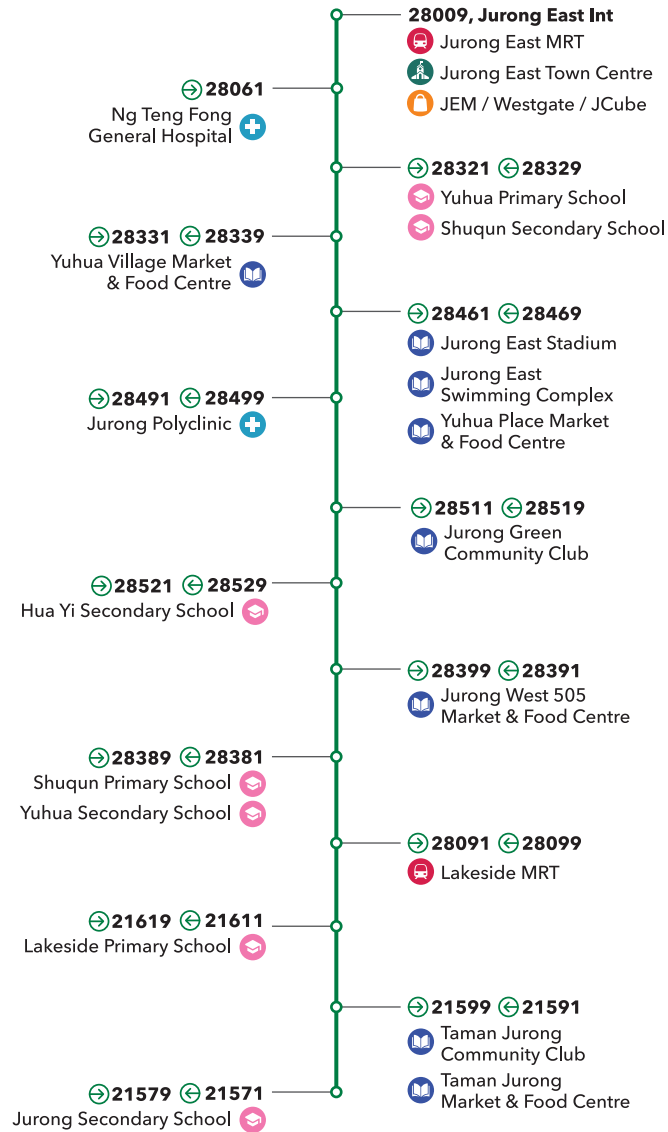 28009, Jurong East Int
Jurong East MRT
Jurong East Town Centre
JEM / Westgate / JCube
28061
Ng Teng Fong
General Hospital
28321 28329
Yuhua Primary School
Shuqun Secondary School
28331 28339
Yuhua Village Market
& Food Centre
28461 28469
Jurong East Stadium
Jurong East
Swimming Complex
Yuhua Place Market
& Food Centre
28491 28499
Jurong Polyclinic
28511 28519
Jurong Green
Community Club
28521 28529
Hua Yi Secondary School
28399 28391
Jurong West 505
Market & Food Centre
28389 28381
Shuqun Primary School
Yuhua Secondary School
28091 28099
Lakeside MRT
21619 21611
Lakeside Primary School
21599 21591
Taman Jurong
Community Club
Taman Jurong
Market & Food Centre
21579 21571
Jurong Secondary School